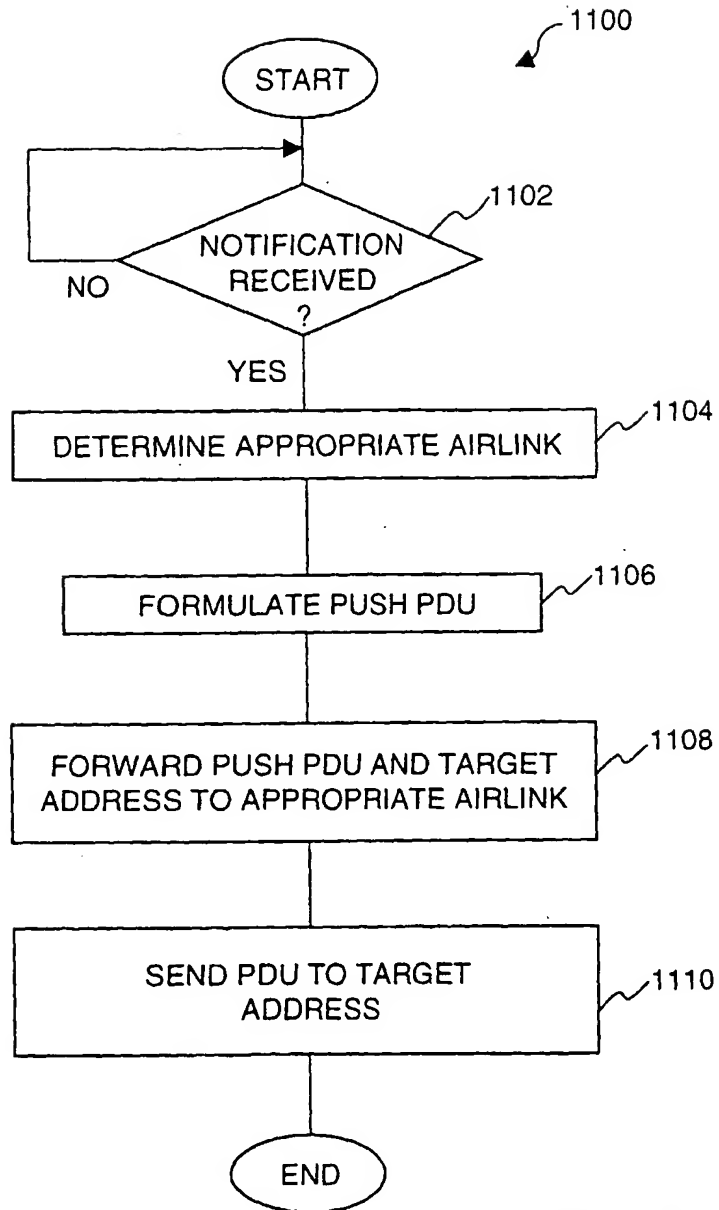 1100
START
1102
NOTIFICATION
RECEIVED
?
NO
YES
1104
DETERMINE APPROPRIATE AIRLINK
1106
FORMULATE PUSH PDU
1108
FORWARD PUSH PDU AND TARGET
ADDRESS TO APPROPRIATE AIRLINK
SEND PDU TO TARGET
ADDRESS
1110
END